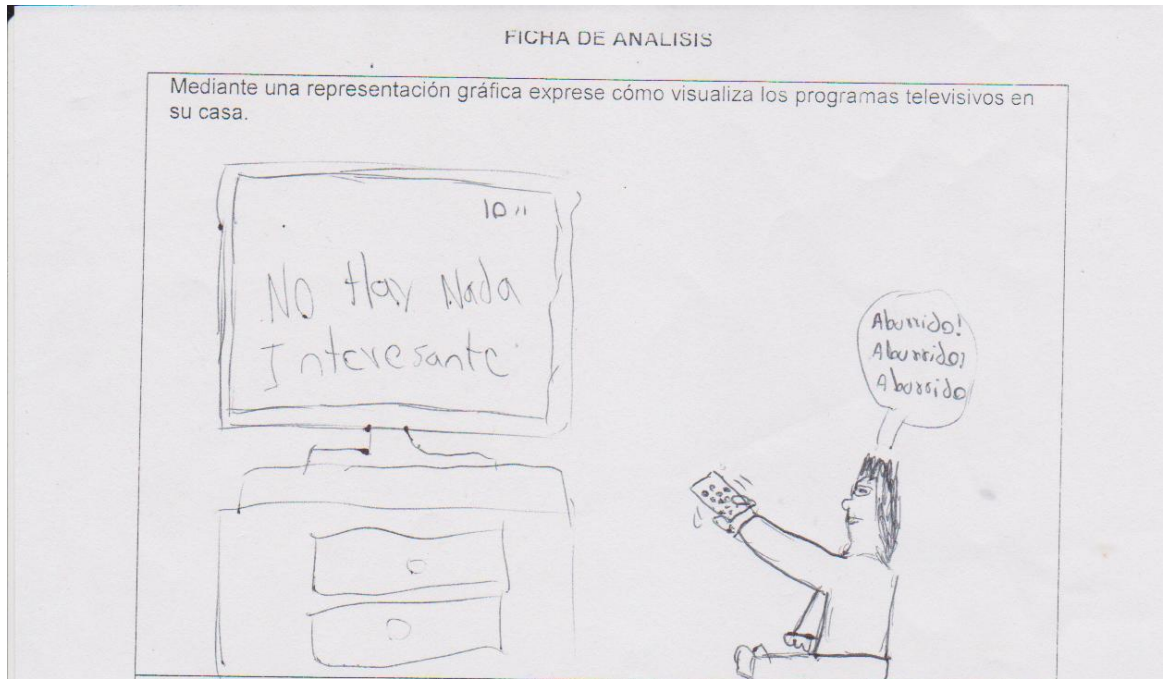 FICHA DE ANALISIS
Mediante una representación gráfica exprese cómo visualiza los programas televisivos en
su casa.
10 "
No Hay Nada
Interesante
Aburrido!
Aburrido!
Aburrido